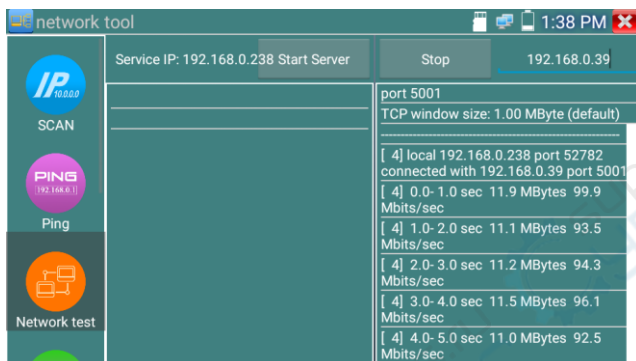 network tool
1:38 PM
Service IP: 192.168.0.238 Start Server
Stop
192.168.0.39
IP
10.0.0.0
SCAN
PING
192.168.0.1
Ping
Network test
port 5001
TCP window size: 1.00 MByte (default)
[ 4] local 192.168.0.238 port 52782
connected with 192.168.0.39 port 5001
[ 4] 0.0- 1.0 sec 11.9 MBytes 99.9
Mbits/sec
[ 4] 1.0- 2.0 sec 11.1 MBytes 93.5
Mbits/sec
[ 4] 2.0- 3.0 sec 11.2 MBytes 94.3
Mbits/sec
[ 4] 3.0- 4.0 sec 11.5 MBytes 96.1
Mbits/sec
[ 4] 4.0- 5.0 sec 11.0 MBytes 92.5
Mbits/sec